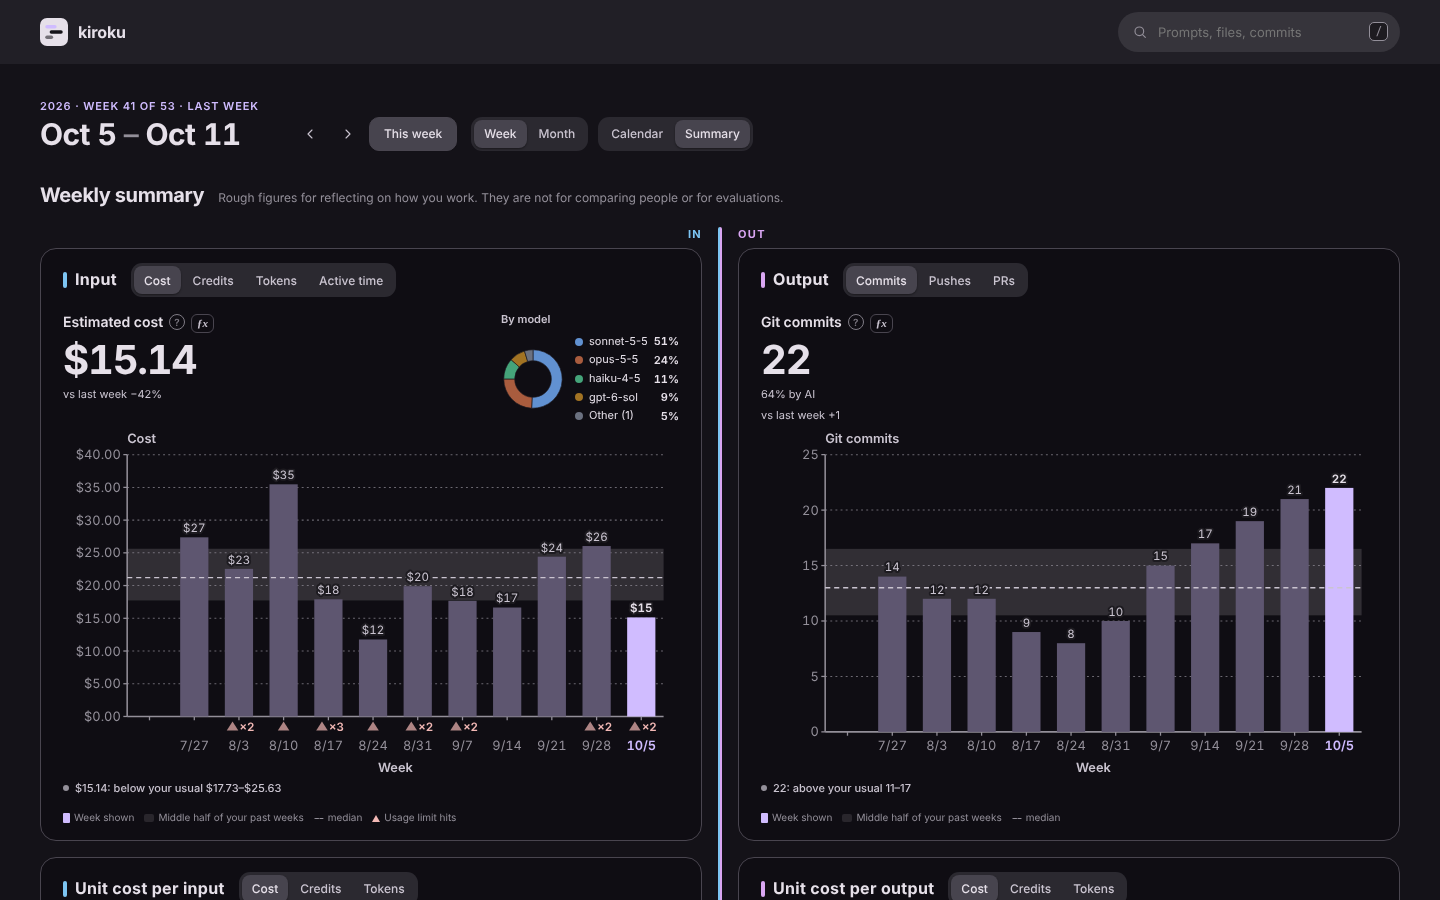 kiroku
Prompts, files, commits
/
2026 · WEEK 41 OF 53 · LAST WEEK
Oct 5 – Oct 11
This week
Week
Month
Calendar
Summary
Weekly summary
Rough figures for reflecting on how you work. They are not for comparing people or for evaluations.
IN
OUT
Input
Cost
Credits
Tokens
Active time
Estimated cost
?
ƒx
$15.14
vs last week −42%
By model
sonnet-5-5 51%
opus-5-5 24%
haiku-4-5 11%
gpt-6-sol 9%
Other (1) 5%
Cost
$40.00
$35.00
$30.00
$25.00
$20.00
$15.00
$10.00
$5.00
$0.00
$27
$23
$35
$18
$12
$20
$18
$17
$24
$26
$15
▲×2
▲
▲×3
▲
▲×2
▲×2
▲×2
▲×2
7/27
8/3
8/10
8/17
8/24
8/31
9/7
9/14
9/21
9/28
10/5
Week
$15.14: below your usual $17.73–$25.63
Week shown
Middle half of your past weeks
median
Usage limit hits
Output
Commits
Pushes
PRs
Git commits
?
ƒx
22
64% by AI
vs last week +1
Git commits
25
20
15
10
5
0
14
12
12
9
8
10
15
17
19
21
22
7/27
8/3
8/10
8/17
8/24
8/31
9/7
9/14
9/21
9/28
10/5
Week
22: above your usual 11–17
Week shown
Middle half of your past weeks
median
Unit cost per input
Cost
Credits
Tokens
Unit cost per output
Cost
Credits
Tokens